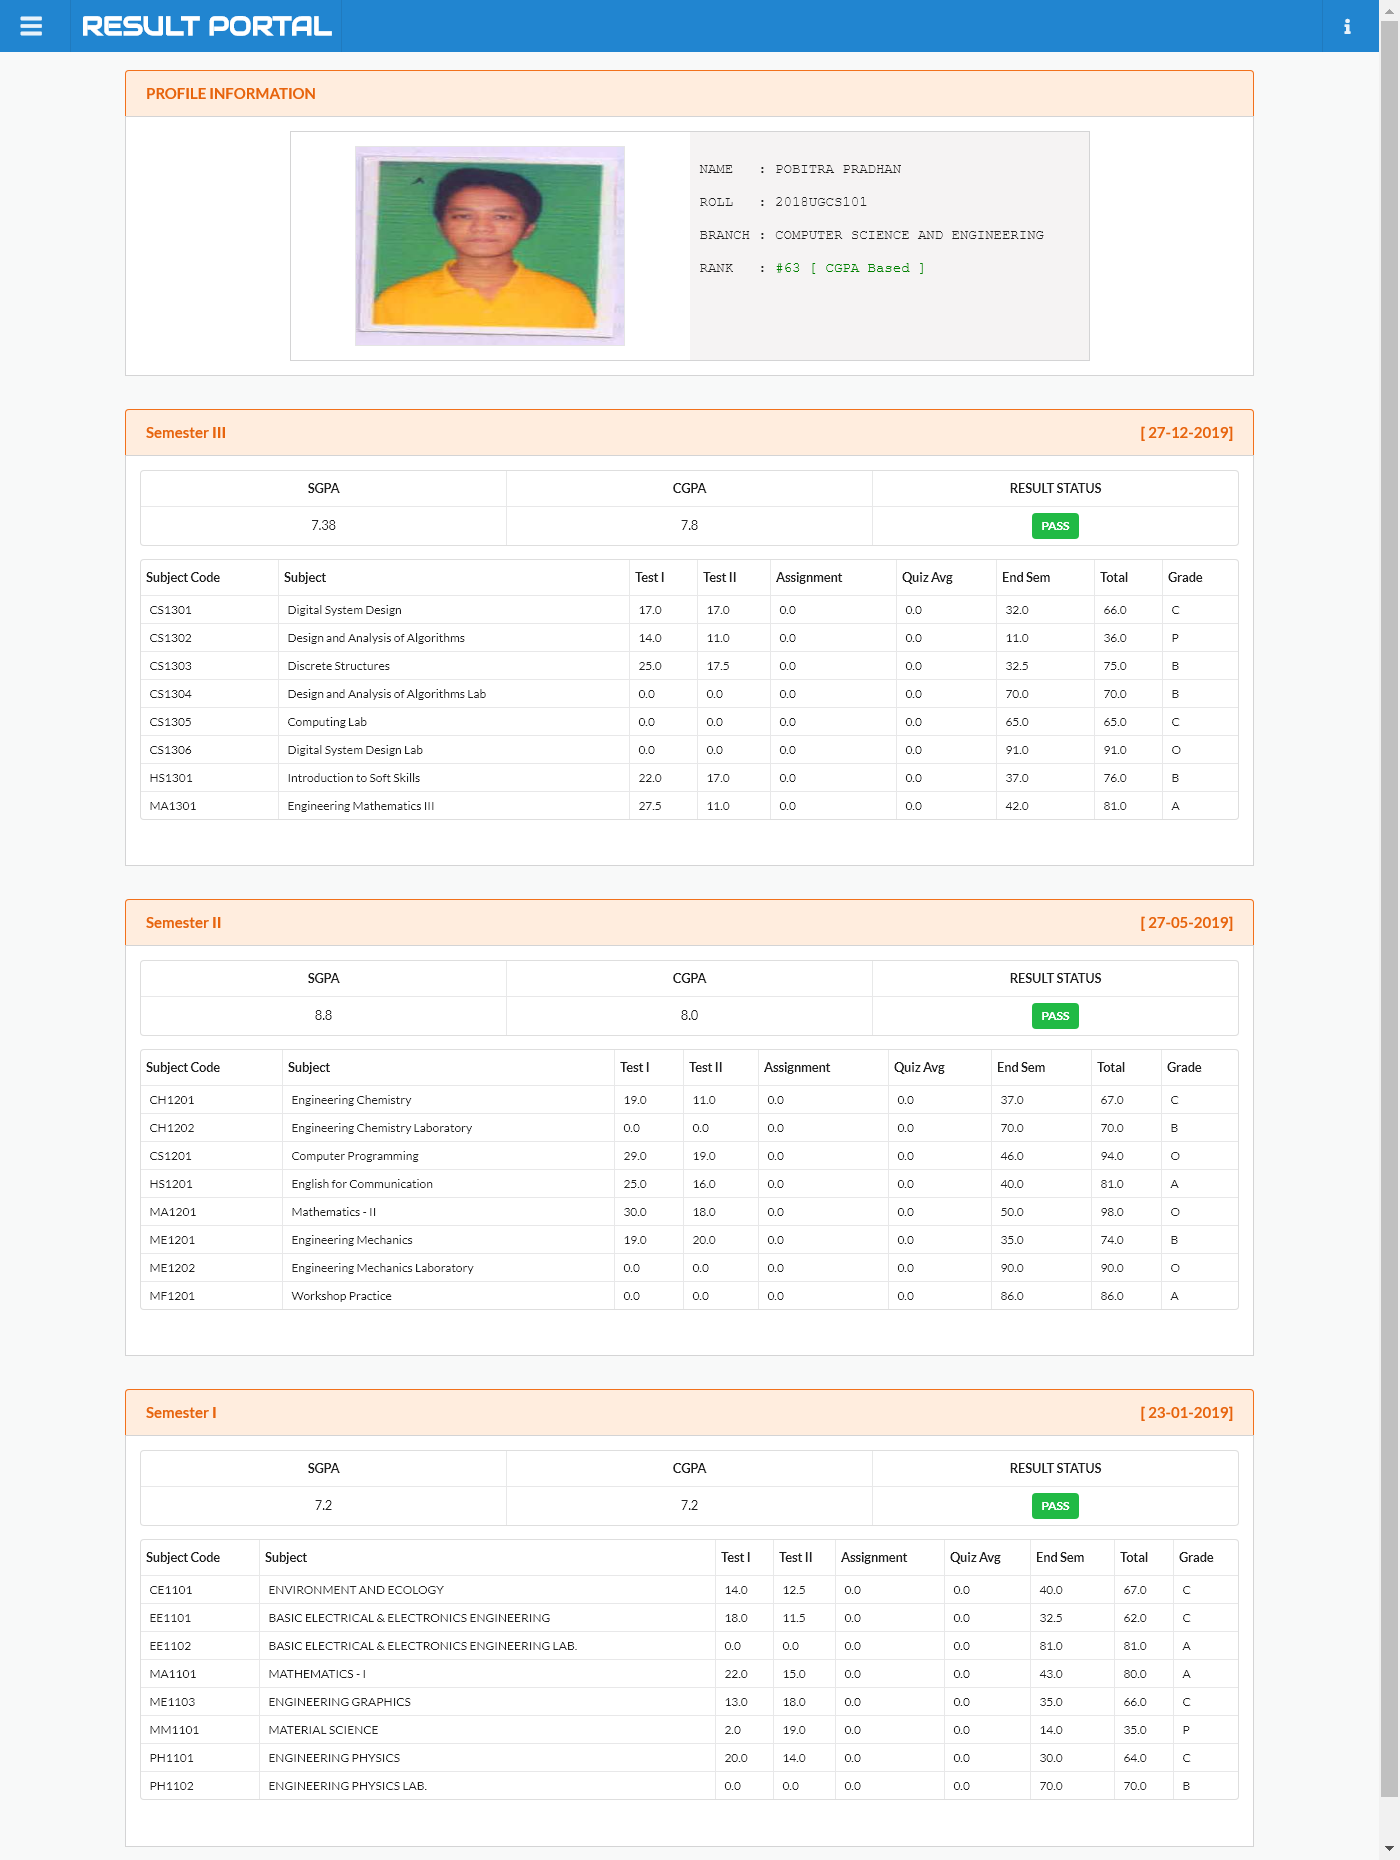 RESULT PORTAL
PROFILE INFORMATION
NAME : POBITRA PRADHAN
ROLL : 2018UGCS101
BRANCH : COMPUTER SCIENCE AND ENGINEERING
RANK : #63 [ CGPA Based ]
Semester III [ 27-12-2019]
SGPA CGPA RESULT STATUS
7.38 7.8 PASS
Subject Code Subject Test I Test II Assignment Quiz Avg End Sem Total Grade
CS1301 Digital System Design 17.0 17.0 0.0 0.0 32.0 66.0 C
CS1302 Design and Analysis of Algorithms 14.0 11.0 0.0 0.0 11.0 36.0 P
CS1303 Discrete Structures 25.0 17.5 0.0 0.0 32.5 75.0 B
CS1304 Design and Analysis of Algorithms Lab 0.0 0.0 0.0 0.0 70.0 70.0 B
CS1305 Computing Lab 0.0 0.0 0.0 0.0 65.0 65.0 C
CS1306 Digital System Design Lab 0.0 0.0 0.0 0.0 91.0 91.0 O
HS1301 Introduction to Soft Skills 22.0 17.0 0.0 0.0 37.0 76.0 B
MA1301 Engineering Mathematics III 27.5 11.0 0.0 0.0 42.0 81.0 A
Semester II [ 27-05-2019]
SGPA CGPA RESULT STATUS
8.8 8.0 PASS
Subject Code Subject Test I Test II Assignment Quiz Avg End Sem Total Grade
CH1201 Engineering Chemistry 19.0 11.0 0.0 0.0 37.0 67.0 C
CH1202 Engineering Chemistry Laboratory 0.0 0.0 0.0 0.0 70.0 70.0 B
CS1201 Computer Programming 29.0 19.0 0.0 0.0 46.0 94.0 O
HS1201 English for Communication 25.0 16.0 0.0 0.0 40.0 81.0 A
MA1201 Mathematics - II 30.0 18.0 0.0 0.0 50.0 98.0 O
ME1201 Engineering Mechanics 19.0 20.0 0.0 0.0 35.0 74.0 B
ME1202 Engineering Mechanics Laboratory 0.0 0.0 0.0 0.0 90.0 90.0 O
MF1201 Workshop Practice 0.0 0.0 0.0 0.0 86.0 86.0 A
Semester I [ 23-01-2019]
SGPA CGPA RESULT STATUS
7.2 7.2 PASS
Subject Code Subject Test I Test II Assignment Quiz Avg End Sem Total Grade
CE1101 ENVIRONMENT AND ECOLOGY 14.0 12.5 0.0 0.0 40.0 67.0 C
EE1101 BASIC ELECTRICAL & ELECTRONICS ENGINEERING 18.0 11.5 0.0 0.0 32.5 62.0 C
EE1102 BASIC ELECTRICAL & ELECTRONICS ENGINEERING LAB. 0.0 0.0 0.0 0.0 81.0 81.0 A
MA1101 MATHEMATICS - I 22.0 15.0 0.0 0.0 43.0 80.0 A
ME1103 ENGINEERING GRAPHICS 13.0 18.0 0.0 0.0 35.0 66.0 C
MM1101 MATERIAL SCIENCE 2.0 19.0 0.0 0.0 14.0 35.0 P
PH1101 ENGINEERING PHYSICS 20.0 14.0 0.0 0.0 30.0 64.0 C
PH1102 ENGINEERING PHYSICS LAB. 0.0 0.0 0.0 0.0 70.0 70.0 B